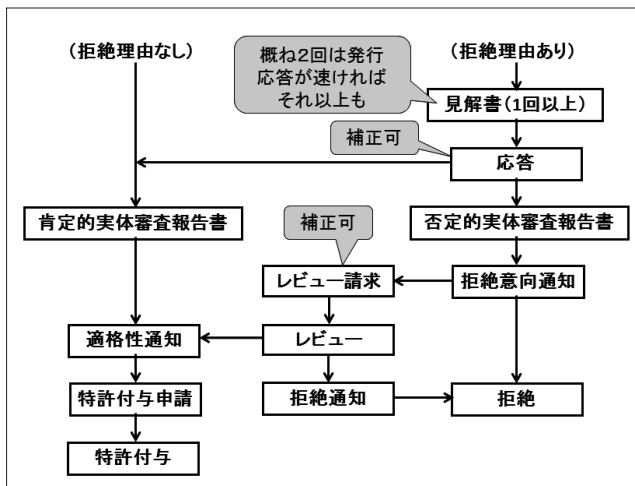 (拒絶理由なし)
概ね2回は発行
応答が速ければ
それ以上も
(拒絶理由あり)
見解書(1回以上)
補正可
応答
肯定的実体審査報告書
補正可
否定的実体審査報告書
レビュー請求
拒絶意向通知
適格性通知
レビュー
特許付与申請
拒絶通知
拒絶
特許付与